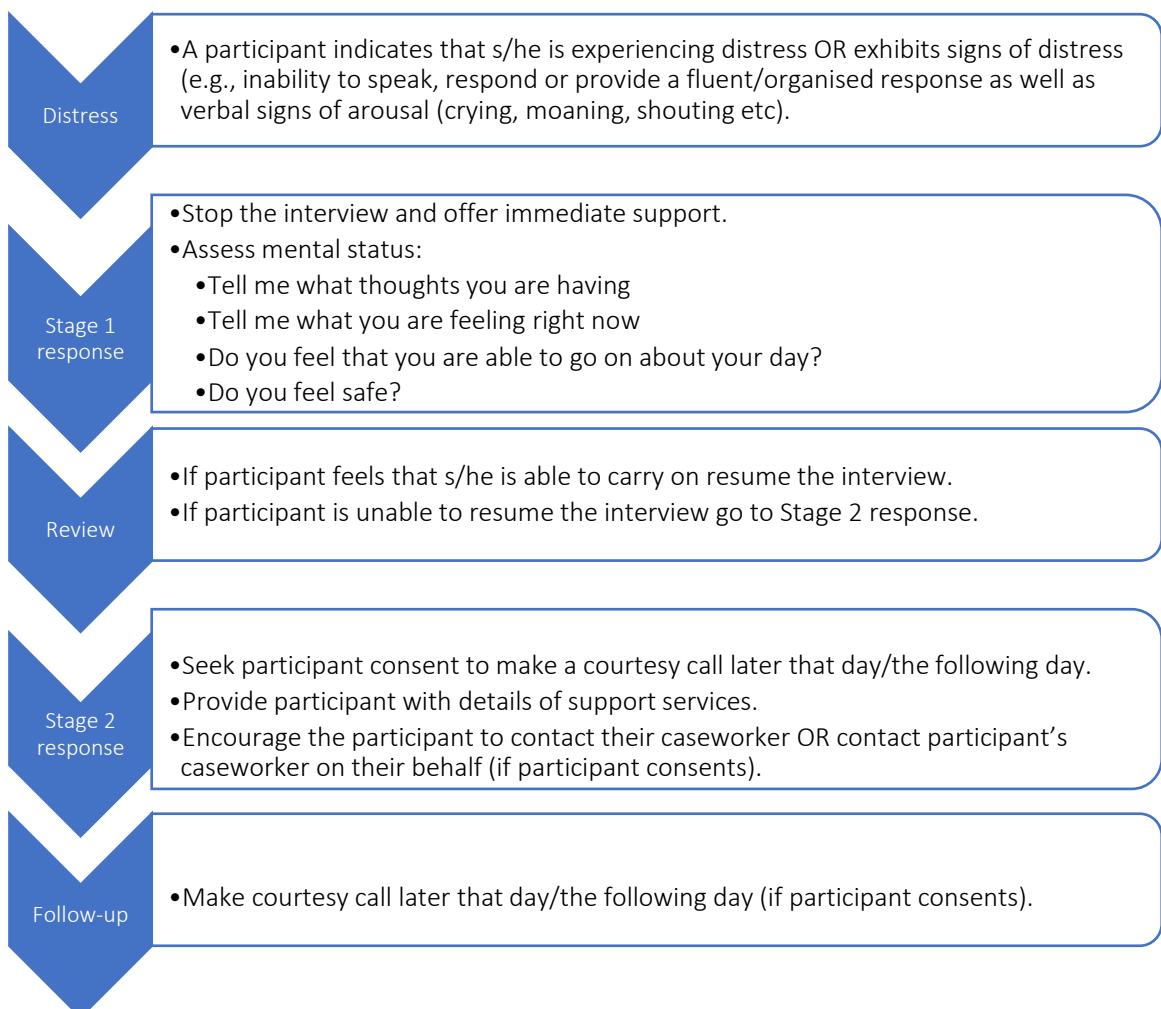 Distress
•A participant indicates that s/he is experiencing distress OR exhibits signs of distress
(e.g., inability to speak, respond or provide a fluent/organised response as well as
verbal signs of arousal (crying, moaning, shouting etc).
Stage 1
response
•Stop the interview and offer immediate support.
•Assess mental status:
•Tell me what thoughts you are having
•Tell me what you are feeling right now
•Do you feel that you are able to go on about your day?
•Do you feel safe?
Review
•If participant feels that s/he is able to carry on resume the interview.
•If participant is unable to resume the interview go to Stage 2 response.
Stage 2
response
•Seek participant consent to make a courtesy call later that day/the following day.
•Provide participant with details of support services.
•Encourage the participant to contact their caseworker OR contact participant's
caseworker on their behalf (if participant consents).
Follow-up
•Make courtesy call later that day/the following day (if participant consents).